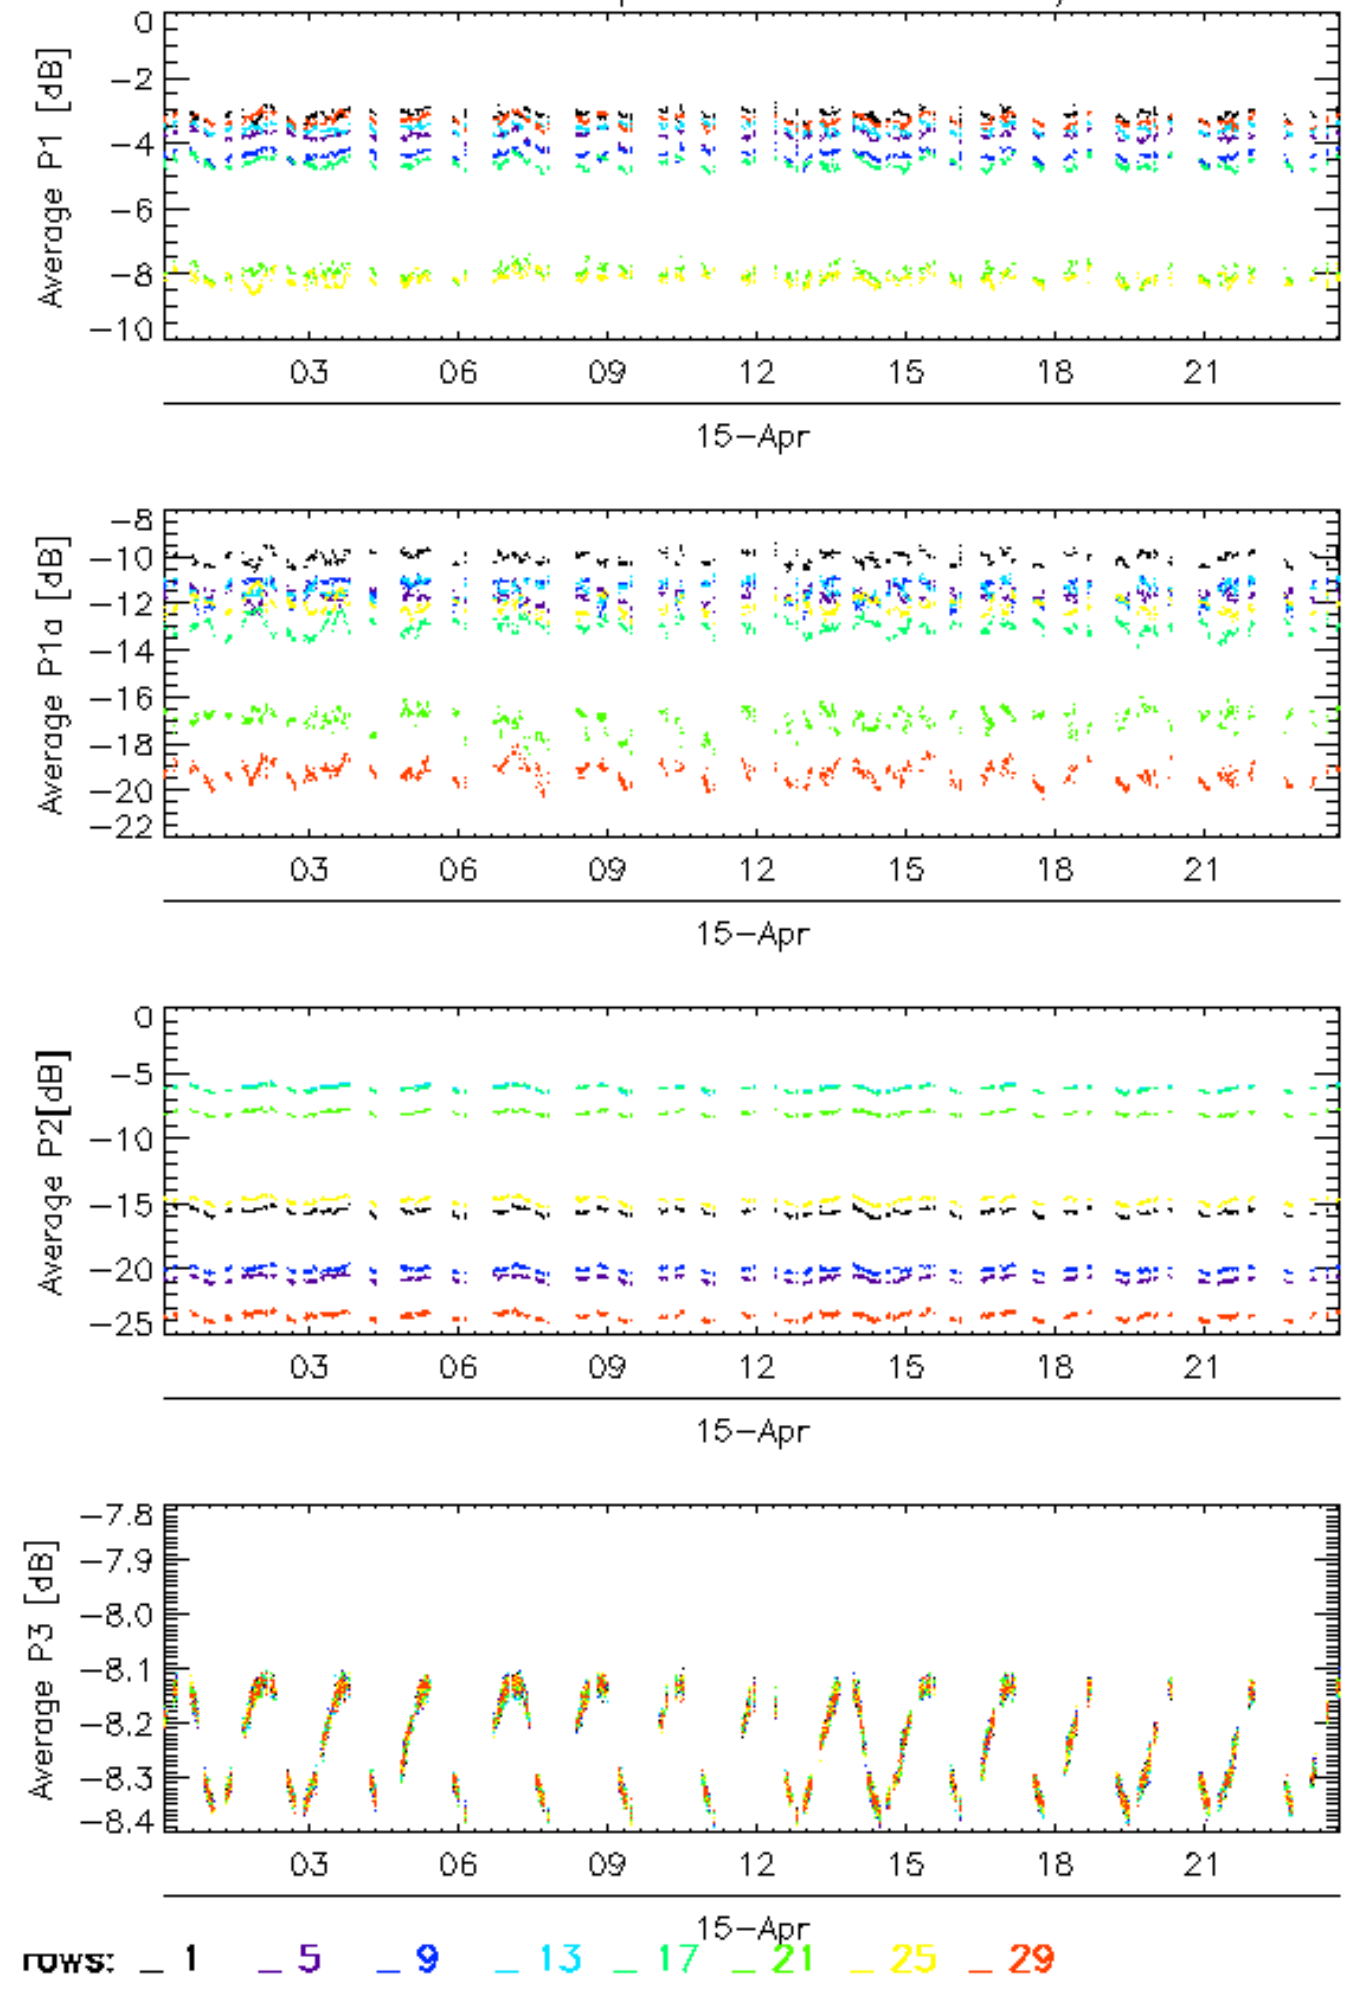 Average P1 [dB]
0
−2
−4
−6
−8
−10
03 06 09 12 15 18 21
15−Apr
Average P1a [dB]
−8
−10
−12
−14
−16
−18
−20
−22
03 06 09 12 15 18 21
15−Apr
Average P2[dB]
0
−5
−10
−15
−20
−25
03 06 09 12 15 18 21
15−Apr
Average P3 [dB]
−7.8
−7.9
−8.0
−8.1
−8.2
−8.3
−8.4
03 06 09 12 15 18 21
15−Apr
rows: _ 1 _ 5 _ 9 _ 13 _ 17 _ 21 _ 25 _ 29